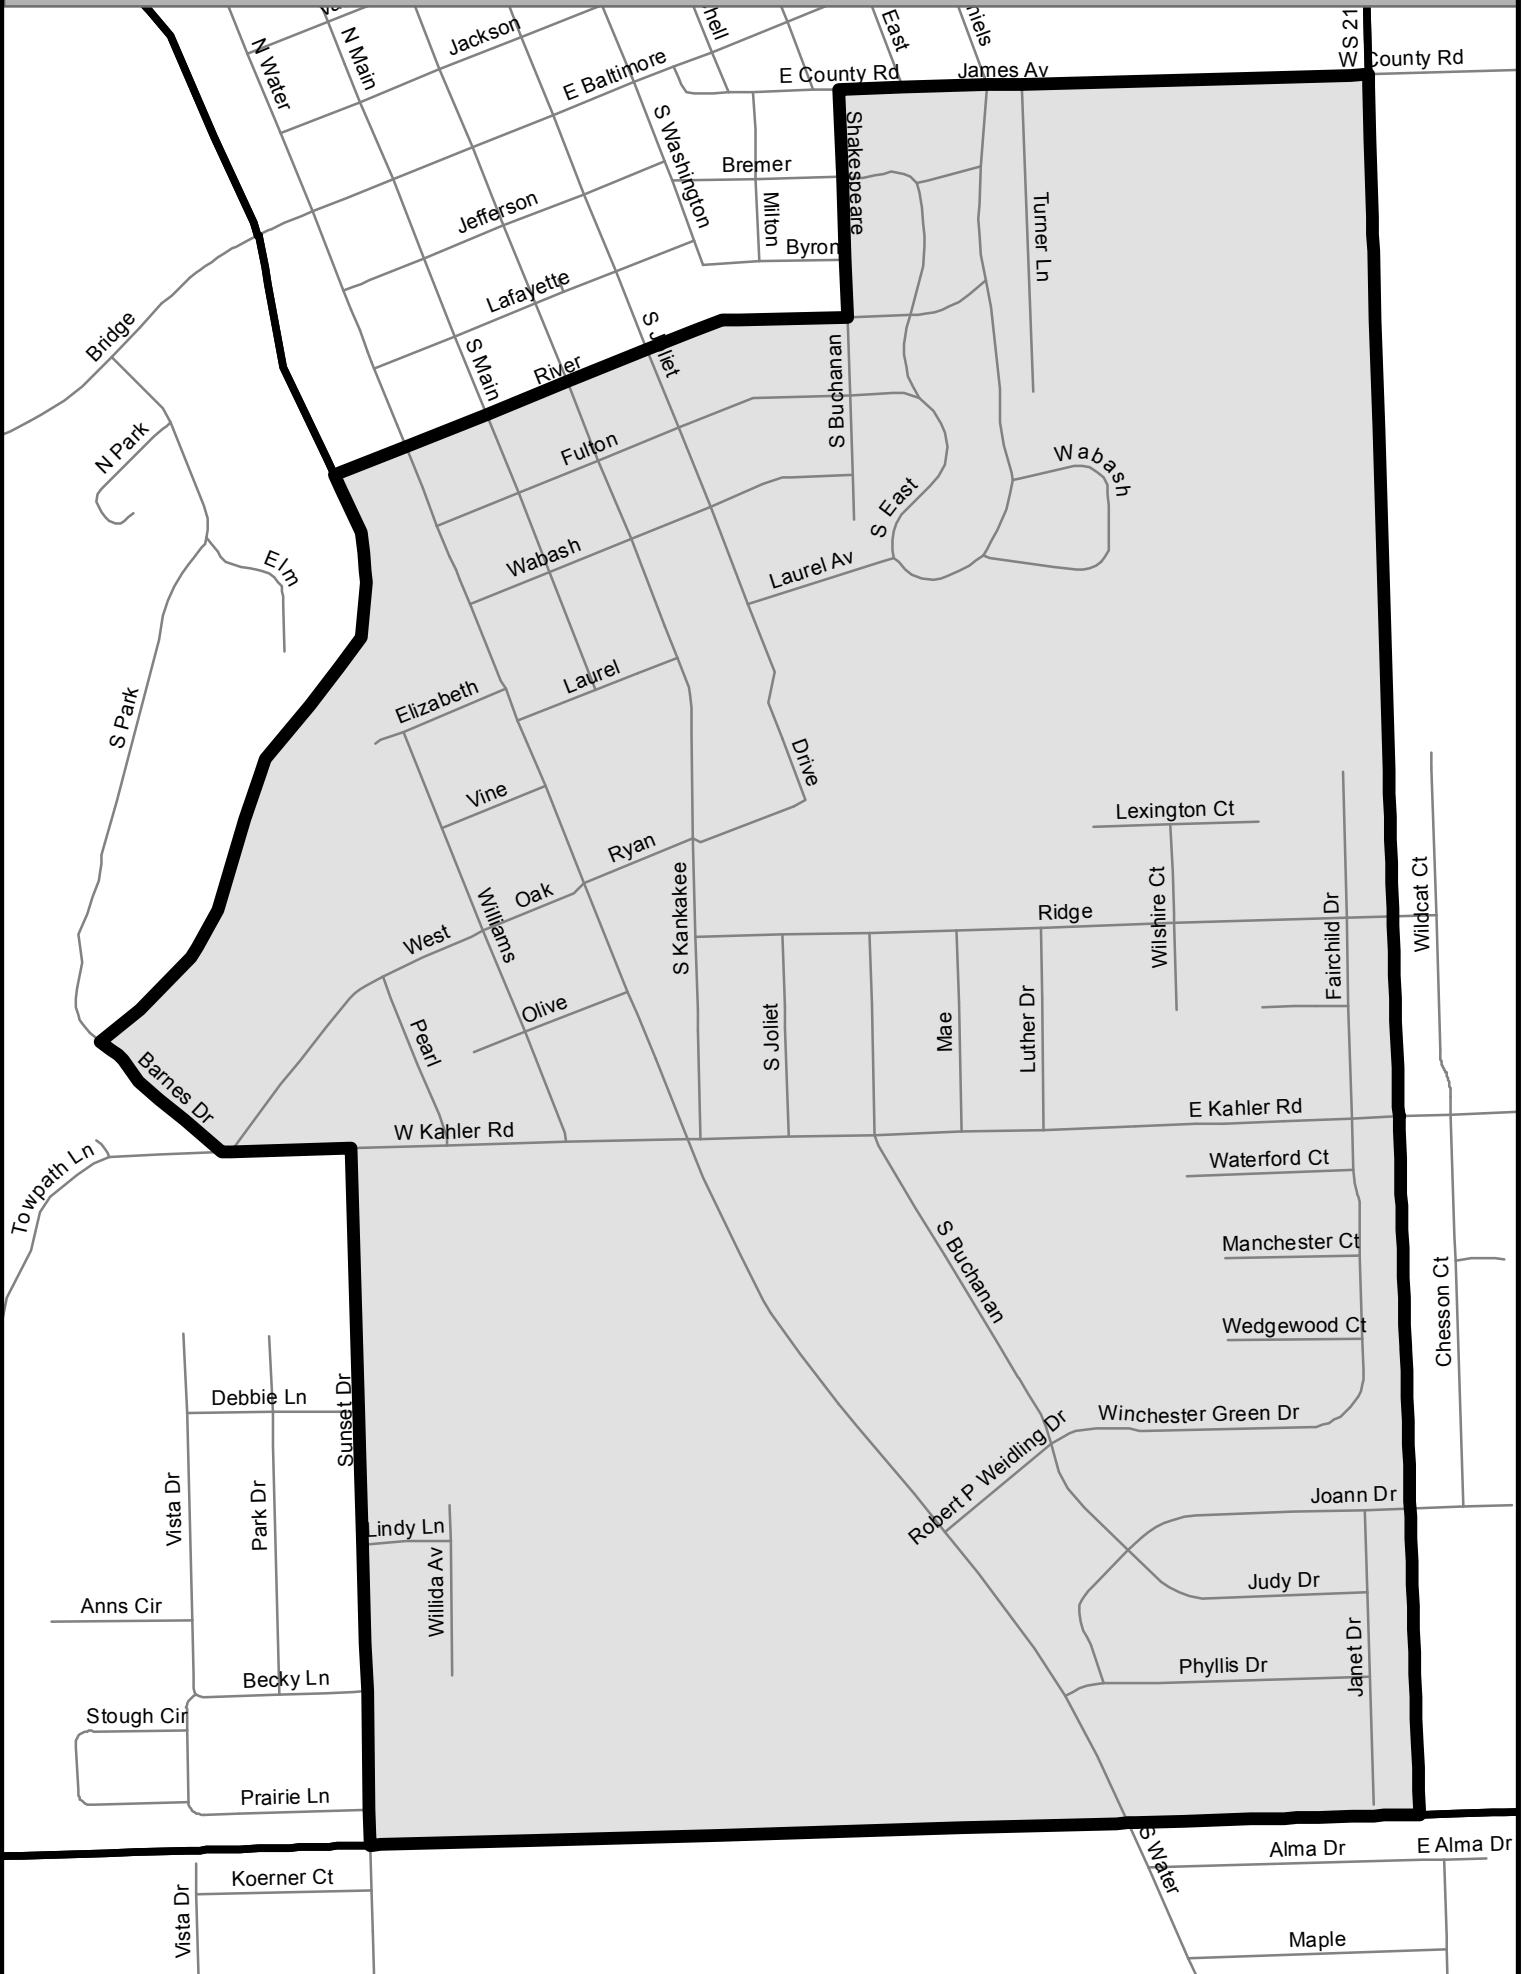 N Water
N Main
Jackson
East
WS 21
W County Rd
E Baltimore
E County Rd
James Av
S Washington
Shakespeare
Bremer
Milton
Byron
Turner Ln
Jefferson
Lafayette
Bridge
S Joliet
S Main
River
S Buchanan
N Park
Fulton
Wabash
S East
Elm
Wabash
Laurel Av
Elizabeth
Laurel
S Park
Drive
Vine
Lexington Ct
Ryan
Wilshire Ct
Wildcat Ct
S Kankakee
Oak
Williams
Fairchild Dr
Ridge
West
Olive
Pearl
S Joliet
Mae
Luther Dr
Barnes Dr
W Kahler Rd
E Kahler Rd
Towpath Ln
Waterford Ct
S Buchanan
Manchester Ct
Chesson Ct
Wedgewood Ct
Debbie Ln
Sunset Dr
Winchester Green Dr
Robert P Weidling Dr
Vista Dr
Park Dr
Joann Dr
Lindy Ln
Willida Av
Judy Dr
Anns Cir
Janet Dr
Phyllis Dr
Becky Ln
Stough Cir
Prairie Ln
S Water
Alma Dr
E Alma Dr
Koerner Ct
Vista Dr
Maple